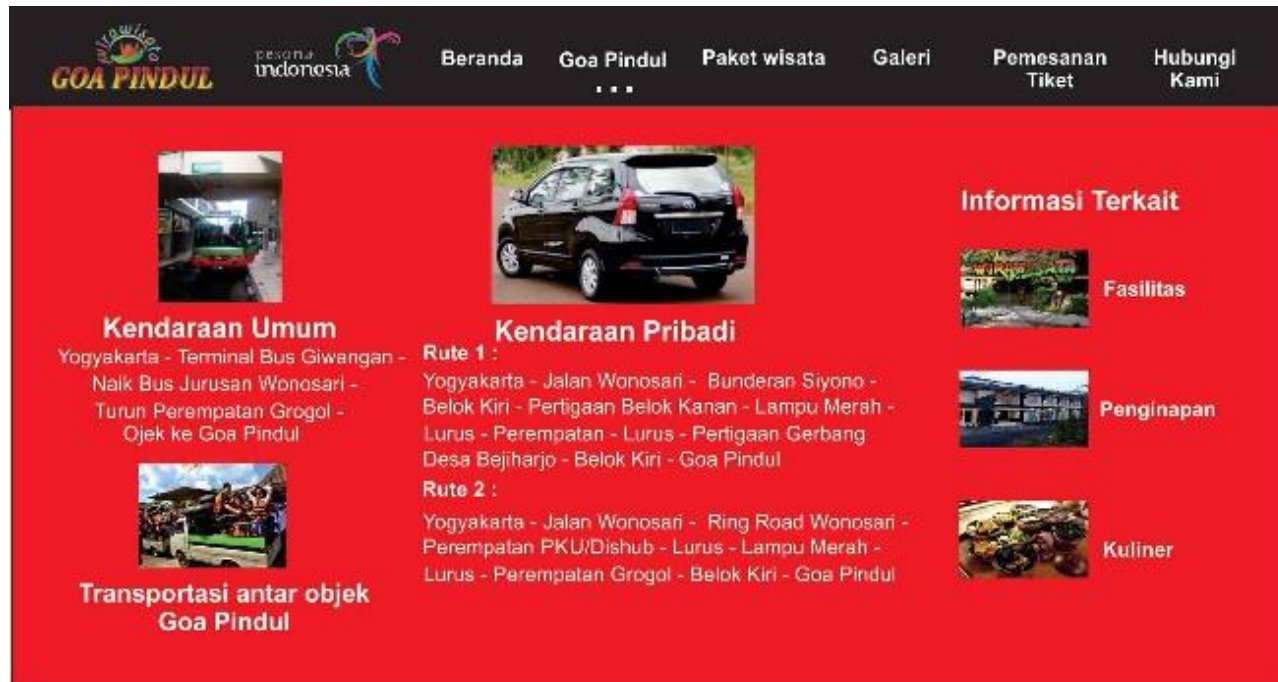 wirawisata
GOA PINDUL
pesona
indonesia
Beranda
Goa Pindul
...
Paket wisata
Galeri
Pemesanan
Tiket
Hubungi
Kami
Kendaraan Umum
Yogyakarta - Terminal Bus Giwangan -
Naik Bus Jurusan Wonosari -
Turun Perempatan Grogol -
Ojek ke Goa Pindul
Transportasi antar objek
Goa Pindul
Kendaraan Pribadi
Rute 1 :
Yogyakarta - Jalan Wonosari - Bunderan Siyono -
Belok Kiri - Pertigaan Belok Kanan - Lampu Merah -
Lurus - Perempatan - Lurus - Pertigaan Gerbang
Desa Bejiharjo - Belok Kiri - Goa Pindul
Rute 2 :
Yogyakarta - Jalan Wonosari - Ring Road Wonosari -
Perempatan PKU/Dishub - Lurus - Lampu Merah -
Lurus - Perempatan Grogol - Belok Kiri - Goa Pindul
Informasi Terkait
WIRAWISATA
Fasilitas
Penginapan
Kuliner